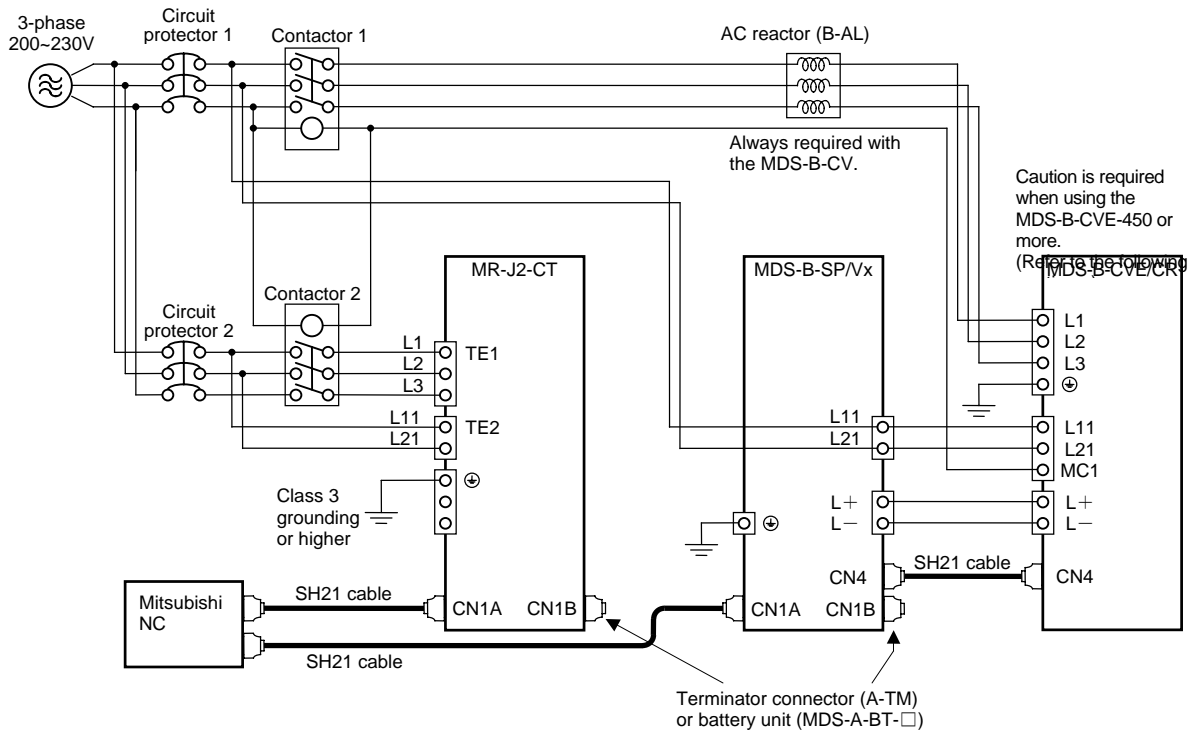 3-phase
200~230V
Circuit
protector 1
Contactor 1
AC reactor (B-AL)
Always required with
the MDS-B-CV.
Caution is required
when using the
MDS-B-CVE-450 or
more.
(Refer to the following
MR-J2-CT
MDS-B-SP/Vx
MDS-B-CVE/CR
Contactor 2
Circuit
protector 2
L1
L2
L3
TE1
L11
L21
TE2
Class 3
grounding
or higher
L11
L21
L+
L−
L1
L2
L3
L11
L21
MC1
L+
L−
CN4
SH21 cable
CN4
Mitsubishi
NC
SH21 cable
CN1A
CN1B
CN1A
CN1B
SH21 cable
Terminator connector (A-TM)
or battery unit (MDS-A-BT-□)